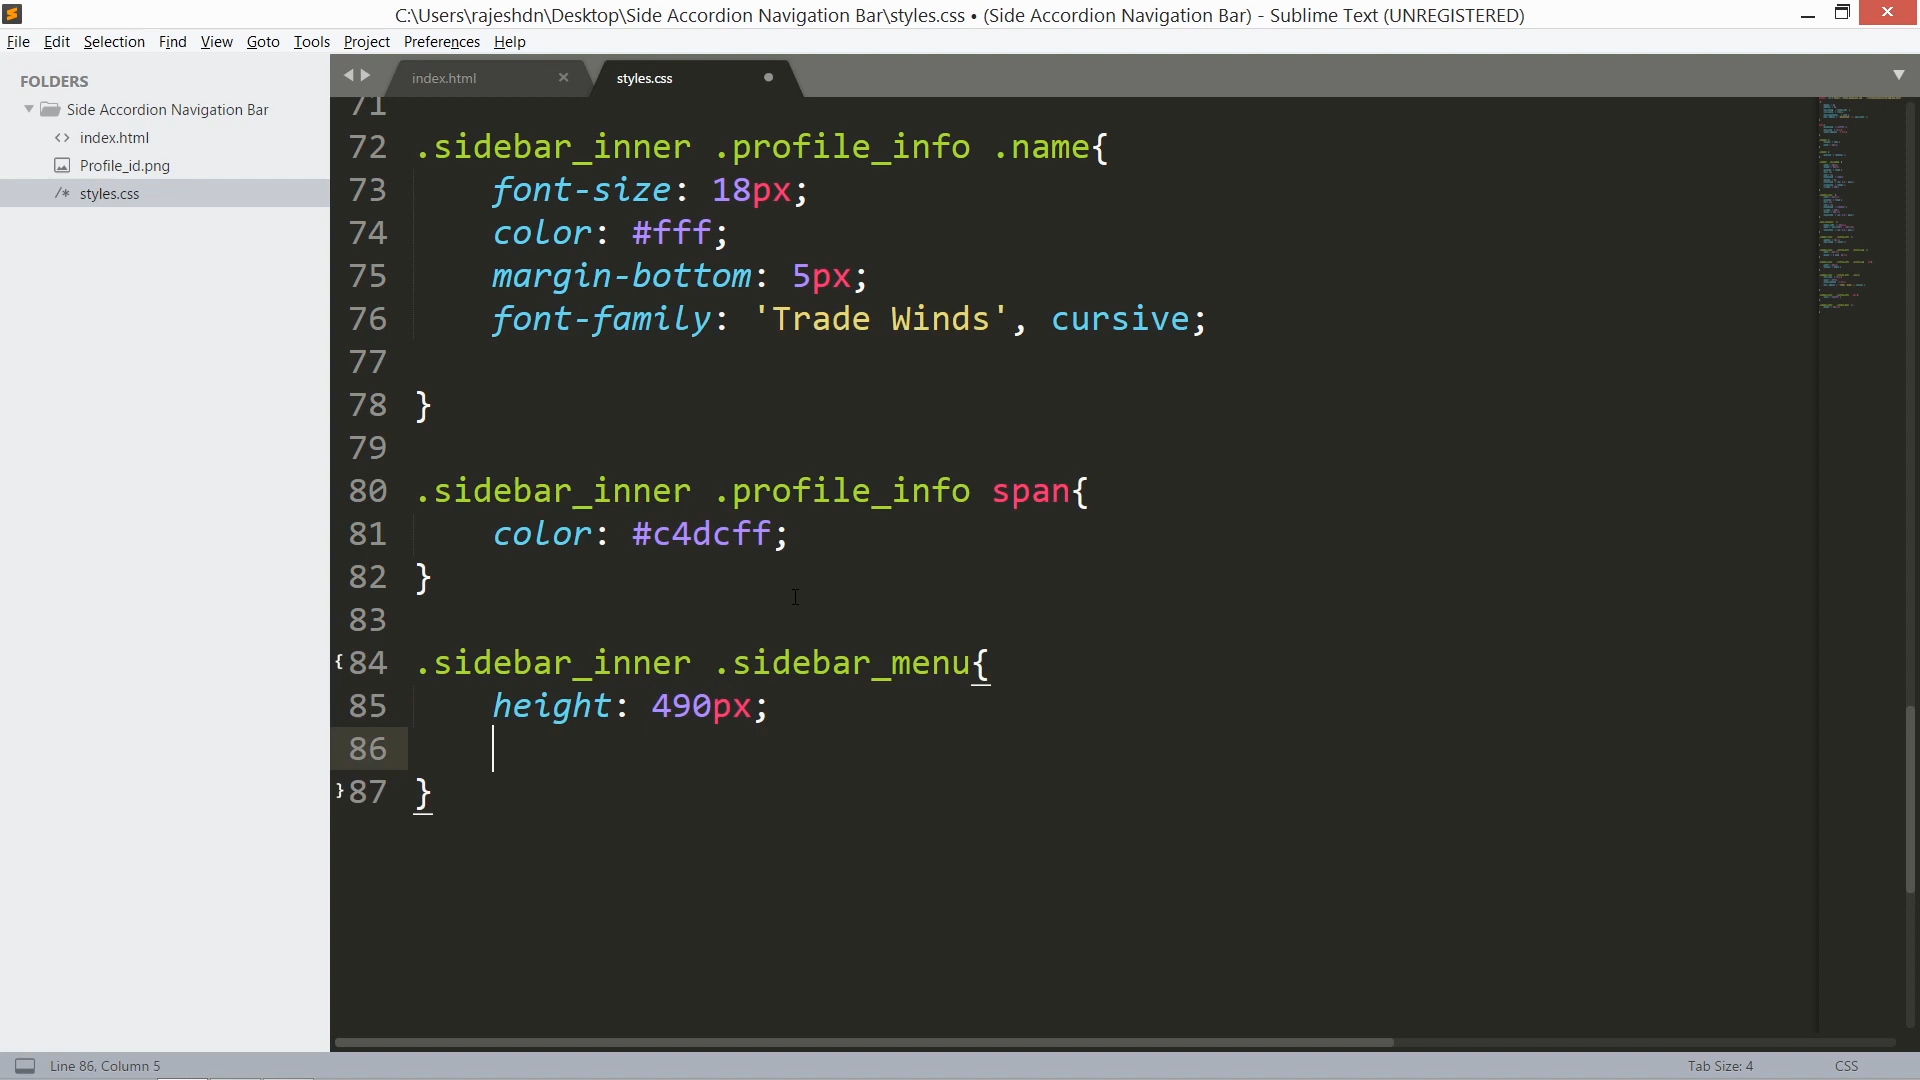 C:\Users\rajeshdn\Desktop\Side Accordion Navigation Bar\styles.css • (Side Accordion Navigation Bar) - Sublime Text (UNREGISTERED)
File Edit Selection Find View Goto Tools Project Preferences Help
FOLDERS
Side Accordion Navigation Bar
<> index.html
Profile_id.png
/* styles.css
index.html
styles.css
71
72 .sidebar_inner .profile_info .name{
73 font-size: 18px;
74 color: #fff;
75 margin-bottom: 5px;
76 font-family: 'Trade Winds', cursive;
77
78 }
79
80 .sidebar_inner .profile_info span{
81 color: #c4dcff;
82 }
83
84 .sidebar_inner .sidebar_menu{
85 height: 490px;
86
87 }
Line 86, Column 5
Tab Size: 4
CSS